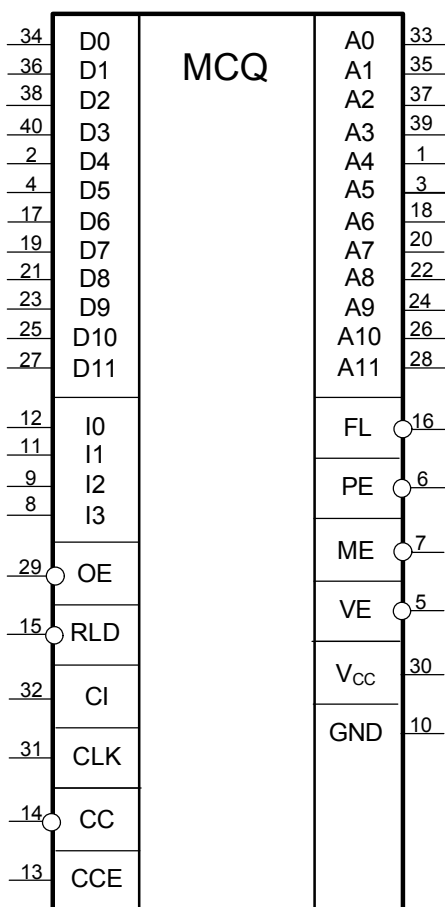 MCQ
34 D0 A0 33
36 D1 A1 35
38 D2 A2 37
40 D3 A3 39
2 D4 A4 1
4 D5 A5 3
17 D6 A6 18
19 D7 A7 20
21 D8 A8 22
23 D9 A9 24
25 D10 A10 26
27 D11 A11 28
12 I0 FL 16
11 I1
9 I2 PE 6
8 I3
ME 7
29 OE
VE 5
15 RLD
VCC 30
32 CI
GND 10
31 CLK
14 CC
13 CCE